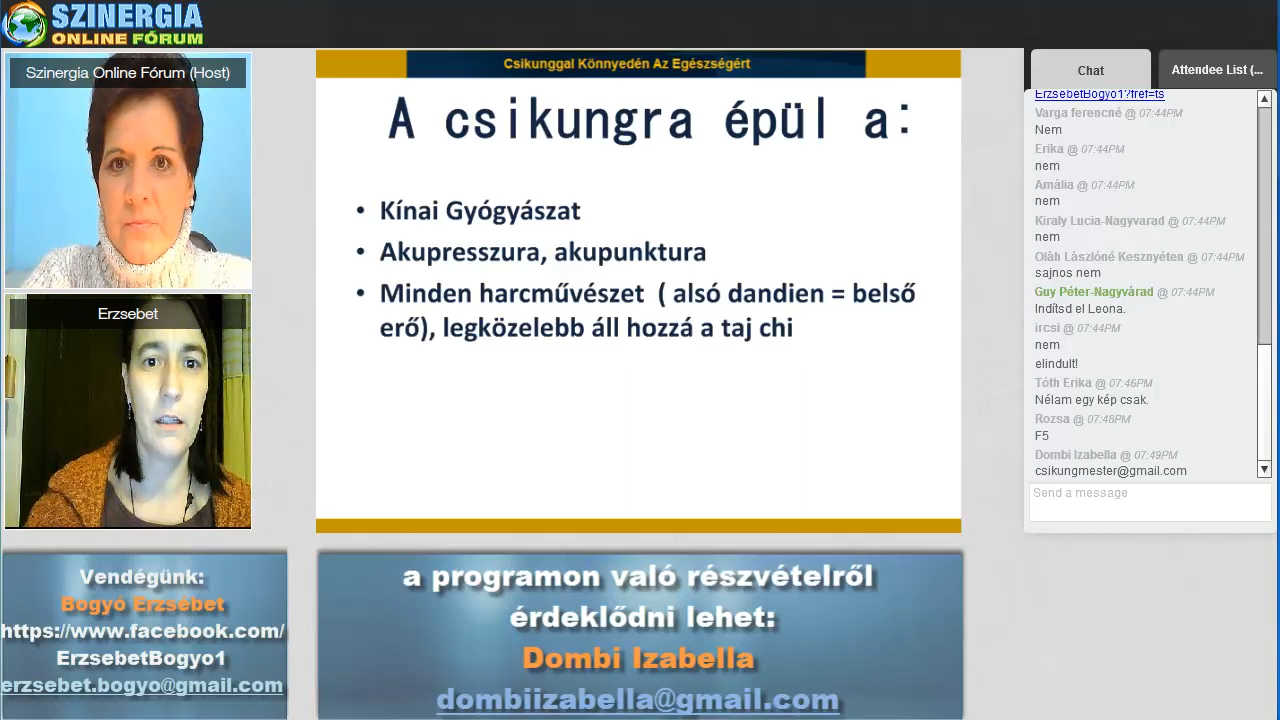 SZINERGIA
ONLINE FÓRUM
Szinergia Online Fórum (Host)
Erzsebet
Csikunggal Könnyedén Az Egészségért
A csikungra épül a:
• Kínai Gyógyászat
• Akupresszura, akupunktura
• Minden harcművészet ( alsó dandien = belső
erő), legközelebb áll hozzá a taj chi
Chat
Attendee List (...
ErzsebetBogyo1?fref=ts
Varga ferencné @ 07:44PM
Nem
Erika @ 07:44PM
nem
Amália @ 07:44PM
nem
Kiraly Lucia-Nagyvarad @ 07:44PM
nem
Oláh Lászlóné Kesznyéten @ 07:44PM
sajnos nem
Guy Péter-Nagyvárad @ 07:44PM
Indítsd el Leona.
ircsi @ 07:44PM
nem
elindult!
Tóth Erika @ 07:46PM
Nélam egy kép csak.
Rozsa @ 07:48PM
F5
Dombi Izabella @ 07:49PM
csikungmester@gmail.com
Send a message
Vendégünk:
Bogyó Erzsébet
https://www.facebook.com/
ErzsebetBogyo1
erzsebet.bogyo@gmail.com
a programon való részvételről
érdeklődni lehet:
Dombi Izabella
dombiizabella@gmail.com